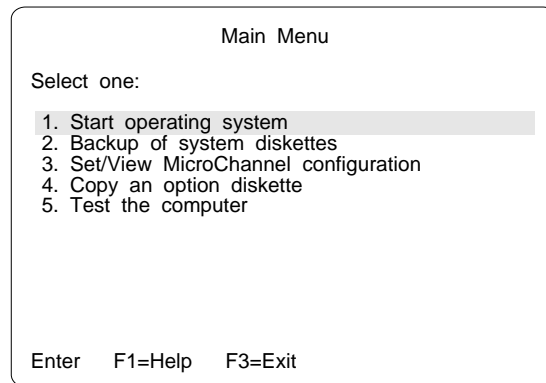 Main Menu
Select one:
1. Start operating system
2. Backup of system diskettes
3. Set/View MicroChannel configuration
4. Copy an option diskette
5. Test the computer
Enter F1=Help F3=Exit